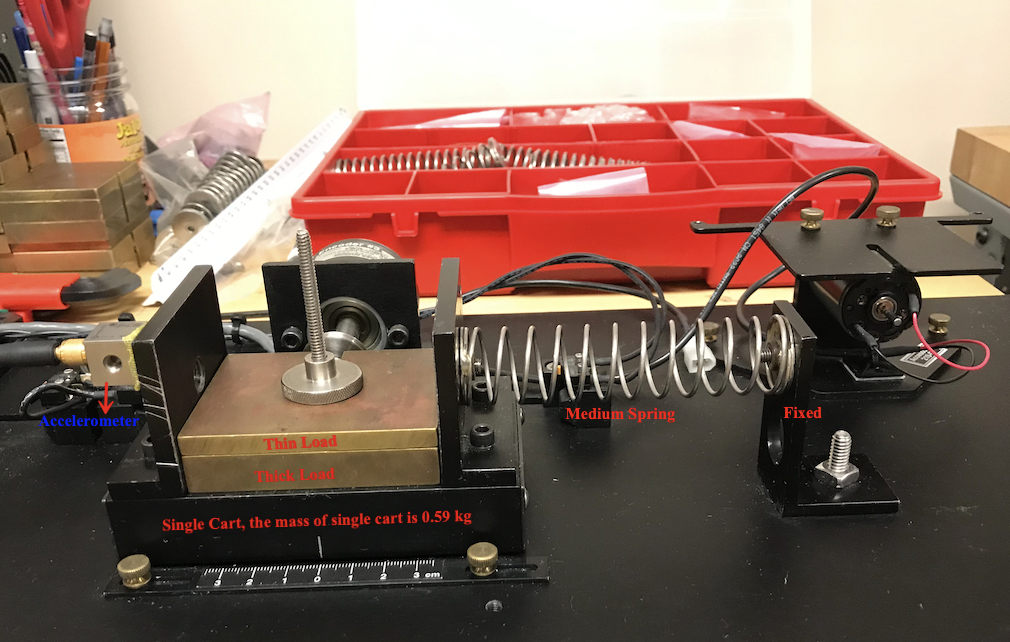 Accelerometer
Medium Spring
Fixed
Thin Load
Thick Load
Single Cart, the mass of single cart is 0.59 kg
3 2 1 0 1 2 3 cm